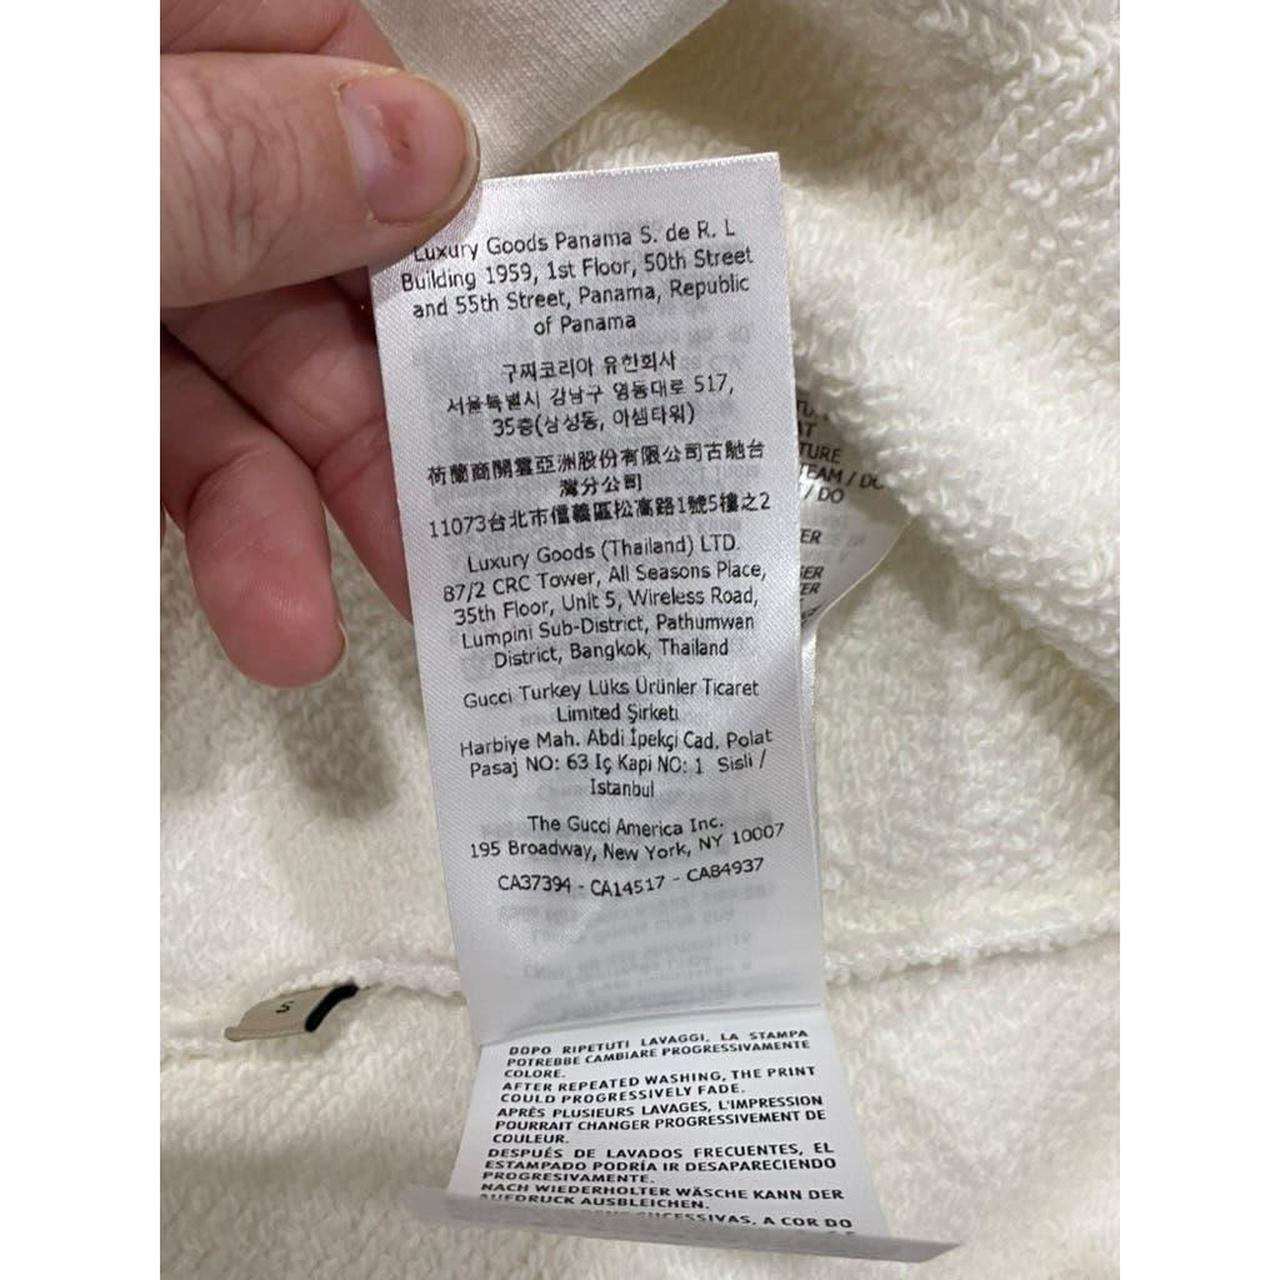 Luxury Goods Panama S. de R. L
Building 1959, 1st Floor, 50th Street
and 55th Street, Panama, Republic
of Panama
구찌코리아 유한회사
서울특별시 강남구 영동대로 517,
35층(삼성동, 아셈타워)
荷蘭商開雲亞洲股份有限公司古馳台
灣分公司
11073台北市信義區松高路1號5樓之2
Luxury Goods (Thailand) LTD.
87/2 CRC Tower, All Seasons Place,
35th Floor, Unit 5, Wireless Road,
Lumpini Sub-District, Pathumwan
District, Bangkok, Thailand
Gucci Turkey Lüks Ürünler Ticaret
Limited Şirketi
Harbiye Mah. Abdi İpekçi Cad. Polat
Pasaj NO: 63 Iç Kapi NO: 1 Sisli /
Istanbul
The Gucci America Inc.
195 Broadway, New York, NY 10007
CA37394 - CA14517 - CA84937
S
DOPO RIPETUTI LAVAGGI, LA STAMPA
POTREBBE CAMBIARE PROGRESSIVAMENTE
COLORE.
AFTER REPEATED WASHING, THE PRINT
COULD PROGRESSIVELY FADE.
APRÈS PLUSIEURS LAVAGES, L'IMPRESSION
POURRAIT CHANGER PROGRESSIVEMENT DE
COULEUR.
DESPUÉS DE LAVADOS FRECUENTES, EL
ESTAMPADO PODRÍA IR DESAPARECIENDO
PROGRESIVAMENTE.
NACH WIEDERHOLTER WÄSCHE KANN DER
AUFDRUCK AUSBLEICHEN.
SUCESSIVAS, A COR DO